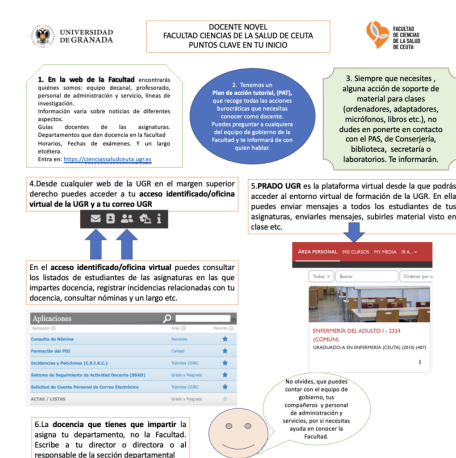 UNIVERSIDAD
DE GRANADA
DOCENTE NOVEL
FACULTAD CIENCIAS DE LA SALUD DE CEUTA
PUNTOS CLAVE EN TU INICIO
FACULTAD
DE CIENCIAS
DE LA SALUD
DE CEUTA
1. En la web de la Facultad encontrarás
quiénes somos: equipo decanal, profesorado,
personal de administración y servicio, líneas de
investigación.
Información varia sobre noticias de diferentes
aspectos.
Guías docentes de las asignaturas.
Departamentos que dan docencia en la facultad
Horarios, Fechas de exámenes. Y un largo
etcétera.
Entra en: https://cienciassaludceuta.ugr.es
2. Tenemos un
Plan de acción tutorial, (PAT),
que recoge todas las acciones
burocráticas que necesitas
conocer como docente.
Puedes preguntar a cualquiera
del equipo de gobierno de la
Facultad y te informará de con
quien hablar.
3. Siempre que necesites ,
alguna acción de soporte de
material para clases
(ordenadores, adaptadores,
micrófonos, libros etc.), no
dudes en ponerte en contacto
con el PAS, de Conserjería,
biblioteca, secretaría o
laboratorios. Te informarán.
4.Desde cualquier web de la UGR en el margen superior
derecho puedes acceder a tu acceso identificado/oficina
virtual de la UGR y a tu correo UGR
En el acceso identificado/oficina virtual puedes consultar
los listados de estudiantes de las asignaturas en las que
impartes docencia, registrar incidencias relacionadas con tu
docencia, consultar nóminas y un largo etc.
Aplicaciones
Aplicación
Área
Favorito
Consulta de Nómina
Servicios
Formación del PDI
Calidad
Incidencias y Peticiones (C.S.I.R.C.)
Trámites CSIRC
Sistema de Seguimiento de Actividad Docente (SSAD)
Grado y Posgrado
Solicitud de Cuenta Personal de Correo Electrónico
Trámites CSIRC
ACTAS / LISTAS
Grado y Posgrado
5.PRADO UGR es la plataforma virtual desde la que podrás
acceder al entorno virtual de formación de la UGR. En ella
puedes enviar mensajes a todos los estudiantes de tus
asignaturas, enviarles mensajes, subirles material visto en
clase etc.
ÁREA PERSONAL MIS CURSOS MY MEDIA IR A...
Todos
Buscar
Ordenar por n
ENFERMERÍA DEL ADULTO I - 2324
(COMÚN)
GRADUADO-A EN ENFERMERÍA (CEUTA) (2010) (407)
No olvides, que puedes
contar con el equipo de
gobierno, tus
compañeros y personal
de administración y
servicios, por si necesitas
ayuda en conocer la
Facultad.
6.La docencia que tienes que impartir la
asigna tu departamento, no la Facultad.
Escribe a tu director o directora o al
responsable de la sección departamental